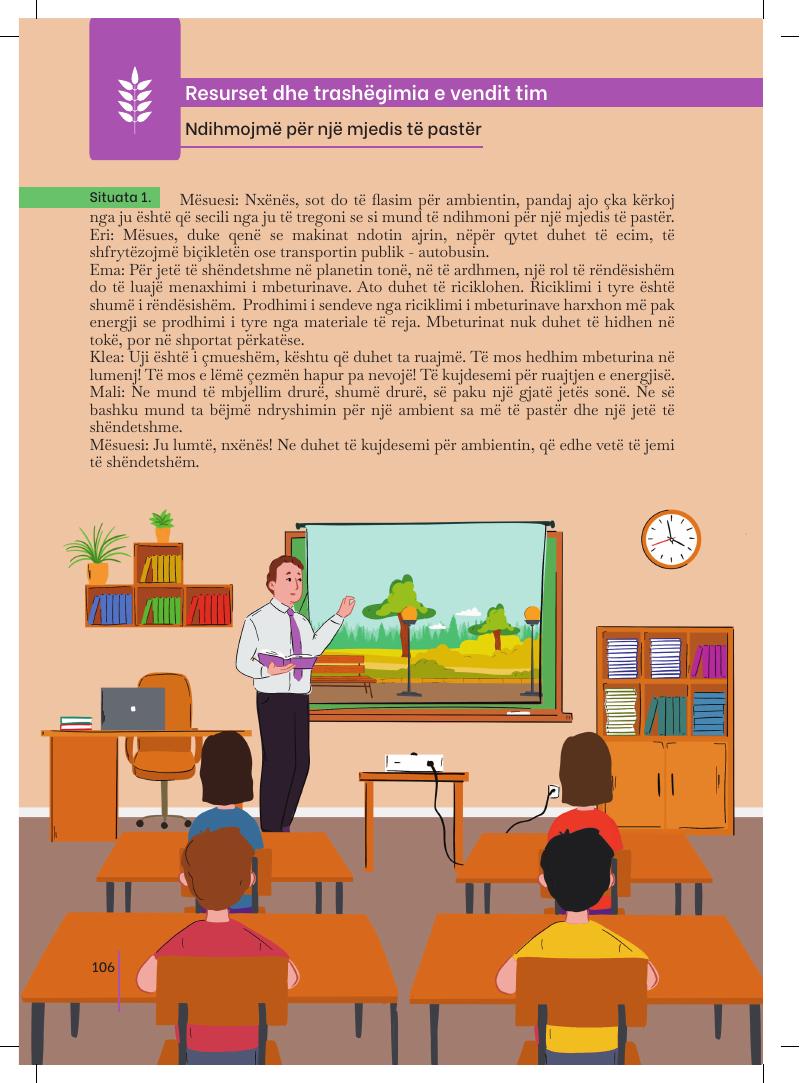 Resurset dhe trashëgimia e vendit tim
Ndihmojmë për një mjedis të pastër
Situata 1. Mësuesi: Nxënës, sot do të flasim për ambientin, pandaj ajo çka kërkoj
nga ju është që secili nga ju të tregoni se si mund të ndihmoni për një mjedis të pastër.
Eri: Mësues, duke qenë se makinat ndotin ajrin, nëpër qytet duhet të ecim, të
shfrytëzojmë biçikletën ose transportin publik - autobusin.
Ema: Për jetë të shëndetshme në planetin tonë, në të ardhmen, një rol të rëndësishëm
do të luajë menaxhimi i mbeturinave. Ato duhet të riciklohen. Riciklimi i tyre është
shumë i rëndësishëm. Prodhimi i sendeve nga riciklimi i mbeturinave harxhon më pak
energji se prodhimi i tyre nga materiale të reja. Mbeturinat nuk duhet të hidhen në
tokë, por në shportat përkatëse.
Klea: Uji është i çmueshëm, kështu që duhet ta ruajmë. Të mos hedhim mbeturina në
lumenj! Të mos e lëmë çezmën hapur pa nevojë! Të kujdesemi për ruajtjen e energjisë.
Mali: Ne mund të mbjellim drurë, shumë drurë, së paku një gjatë jetës sonë. Ne së
bashku mund ta bëjmë ndryshimin për një ambient sa më të pastër dhe një jetë të
shëndetshme.
Mësuesi: Ju lumtë, nxënës! Ne duhet të kujdesemi për ambientin, që edhe vetë të jemi
të shëndetshëm.
106